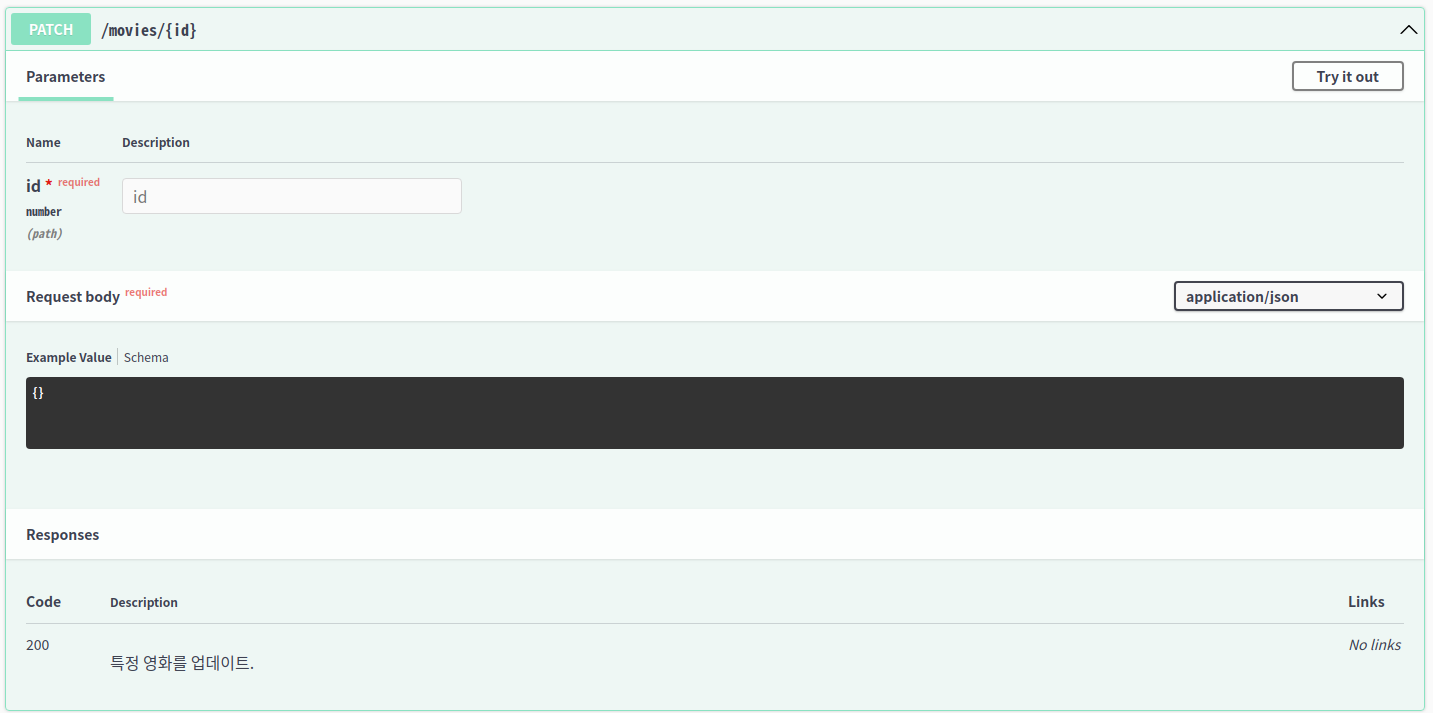 PATCH /movies/{id}
Parameters
Try it out
Name Description
id * required
number
(path)
id
Request body required
application/json
Example Value Schema
{}
Responses
Code Description Links
200 No links
특정 영화를 업데이트.